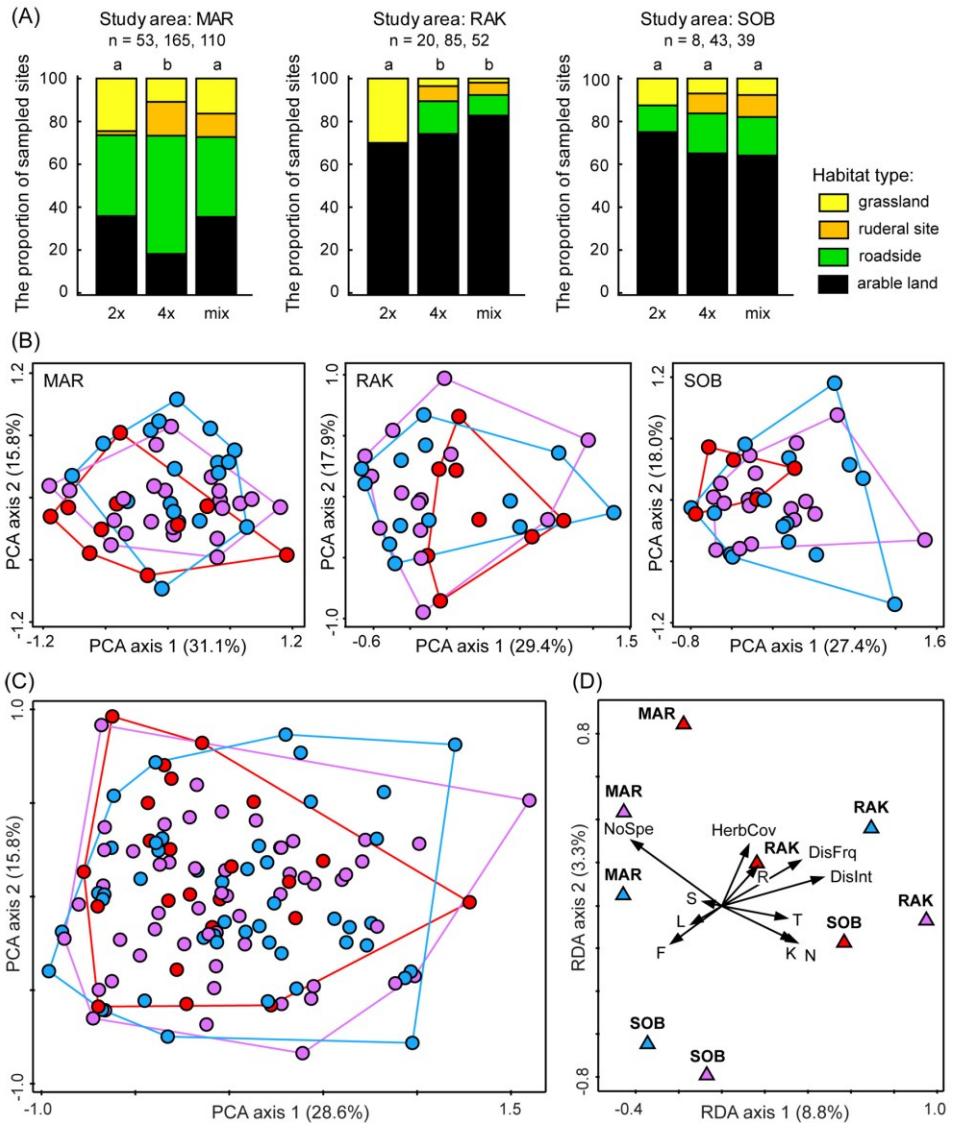 (A)
Study area: MAR
n = 53, 165, 110
a b a
The proportion of sampled sites
100
80
60
40
20
0
2x 4x mix
Study area: RAK
n = 20, 85, 52
a b b
The proportion of sampled sites
100
80
60
40
20
0
2x 4x mix
Study area: SOB
n = 8, 43, 39
a a a
The proportion of sampled sites
100
80
60
40
20
0
2x 4x mix
Habitat type:
grassland
ruderal site
roadside
arable land
(B)
MAR
PCA axis 2 (15.8%)
1.2
-1.2
-1.2 1.2
PCA axis 1 (31.1%)
RAK
PCA axis 2 (17.9%)
1.0
-1.0
-0.6 1.5
PCA axis 1 (29.4%)
SOB
PCA axis 2 (18.0%)
1.2
-1.2
-0.8 1.6
PCA axis 1 (27.4%)
(C)
PCA axis 2 (15.8%)
1.0
-1.0
-1.0 1.5
PCA axis 1 (28.6%)
(D)
RDA axis 2 (3.3%)
0.8
-0.8
MAR
MAR
NoSpe
HerbCov
RAK
RAK
DisFrq
R
DisInt
MAR
S
L
T
RAK
F
K N
SOB
SOB
SOB
-0.4 1.0
RDA axis 1 (8.8%)